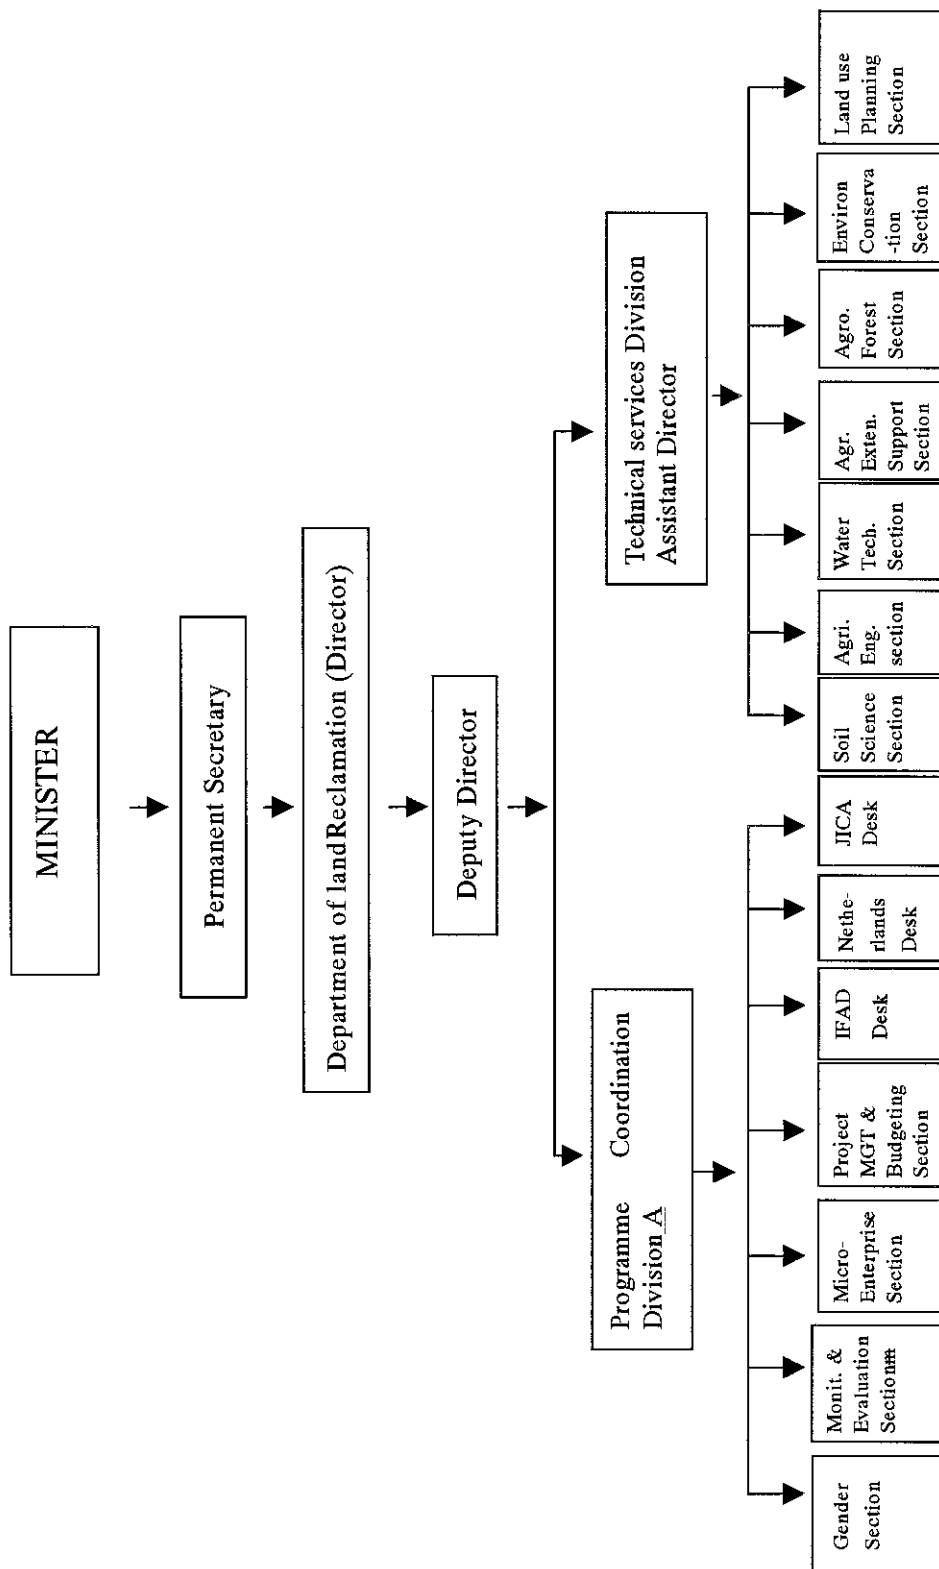 MINISTER
Permanent Secretary
Department of landReclamation (Director)
Deputy Director
Programme Coordination
Division A
Technical services Division
Assistant Director
Gender
Section
Monit. &
Evaluation
Sectionm
Micro-
Enterprise
Section
Project
MGT &
Budgeting
Section
IFAD
Desk
Nethe-
rlands
Desk
JICA
Desk
Soil
Science
Section
Agri.
Eng.
section
Water
Tech.
Section
Agr.
Exten.
Support
Section
Agro.
Forest
Section
Environ
Conserva
-tion
Section
Land use
Planning
Section